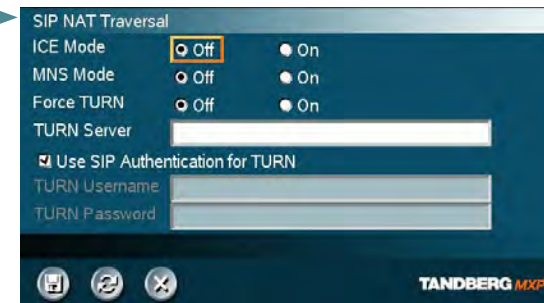 SIP NAT Traversal
ICE Mode Off On
MNS Mode Off On
Force TURN Off On
TURN Server
Use SIP Authentication for TURN
TURN Username
TURN Password
TANDBERG MXP